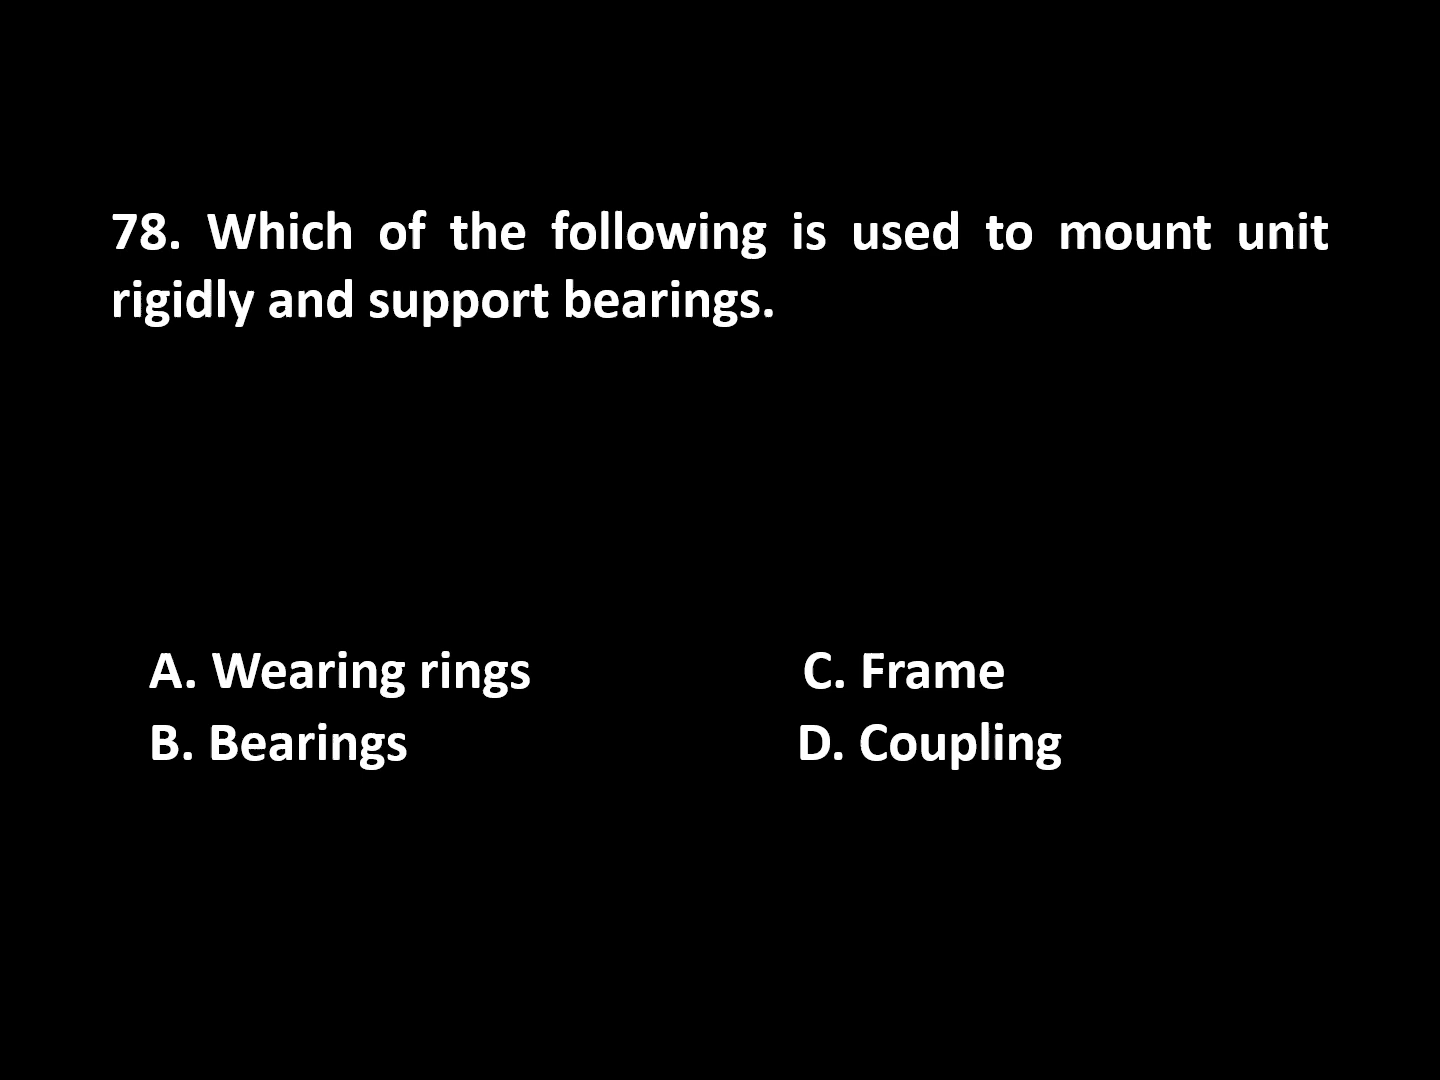 78. Which of the following is used to mount unit
rigidly and support bearings.
A. Wearing rings C. Frame
B. Bearings D. Coupling